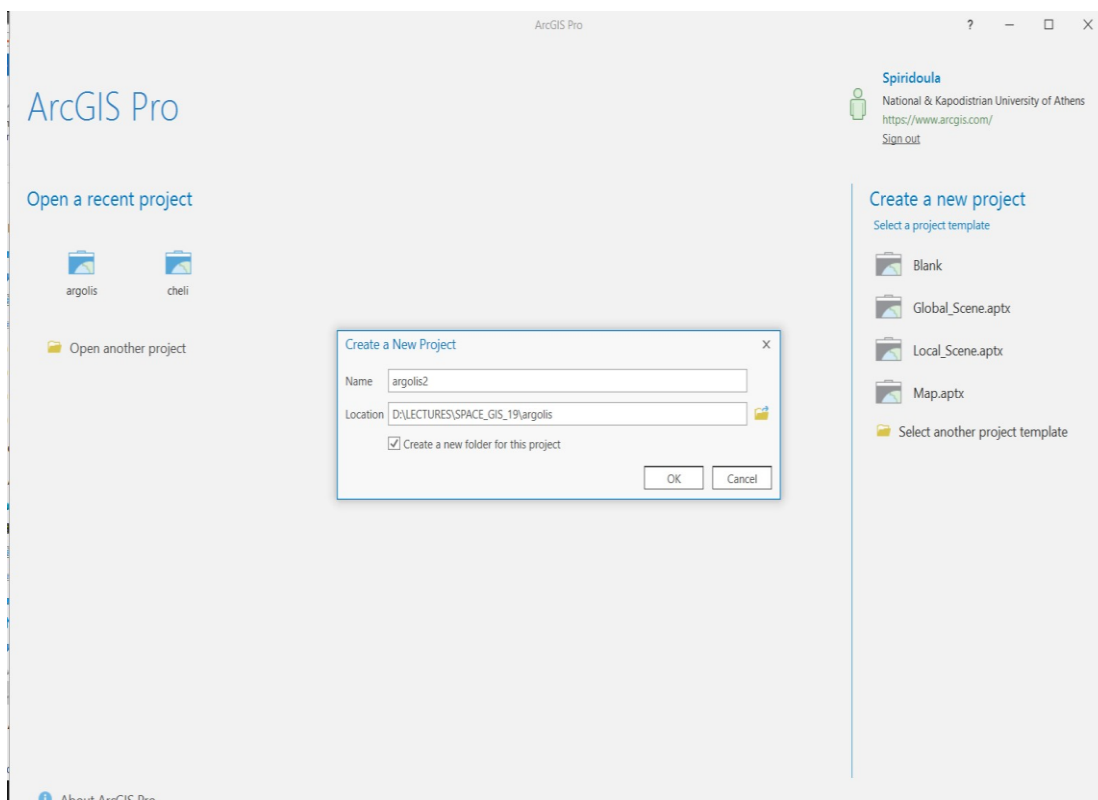 ArcGIS Pro
?
ArcGIS Pro
Spiridoula
National & Kapodistrian University of Athens
https://www.arcgis.com/
Sign out
Open a recent project
argolis
cheli
Open another project
Create a new project
Select a project template
Blank
Global_Scene.aptx
Local_Scene.aptx
Map.aptx
Select another project template
Create a New Project
Name argolis2
Location D:\LECTURES\SPACE_GIS_19\argolis
Create a new folder for this project
OK Cancel
About ArcGIS Pro